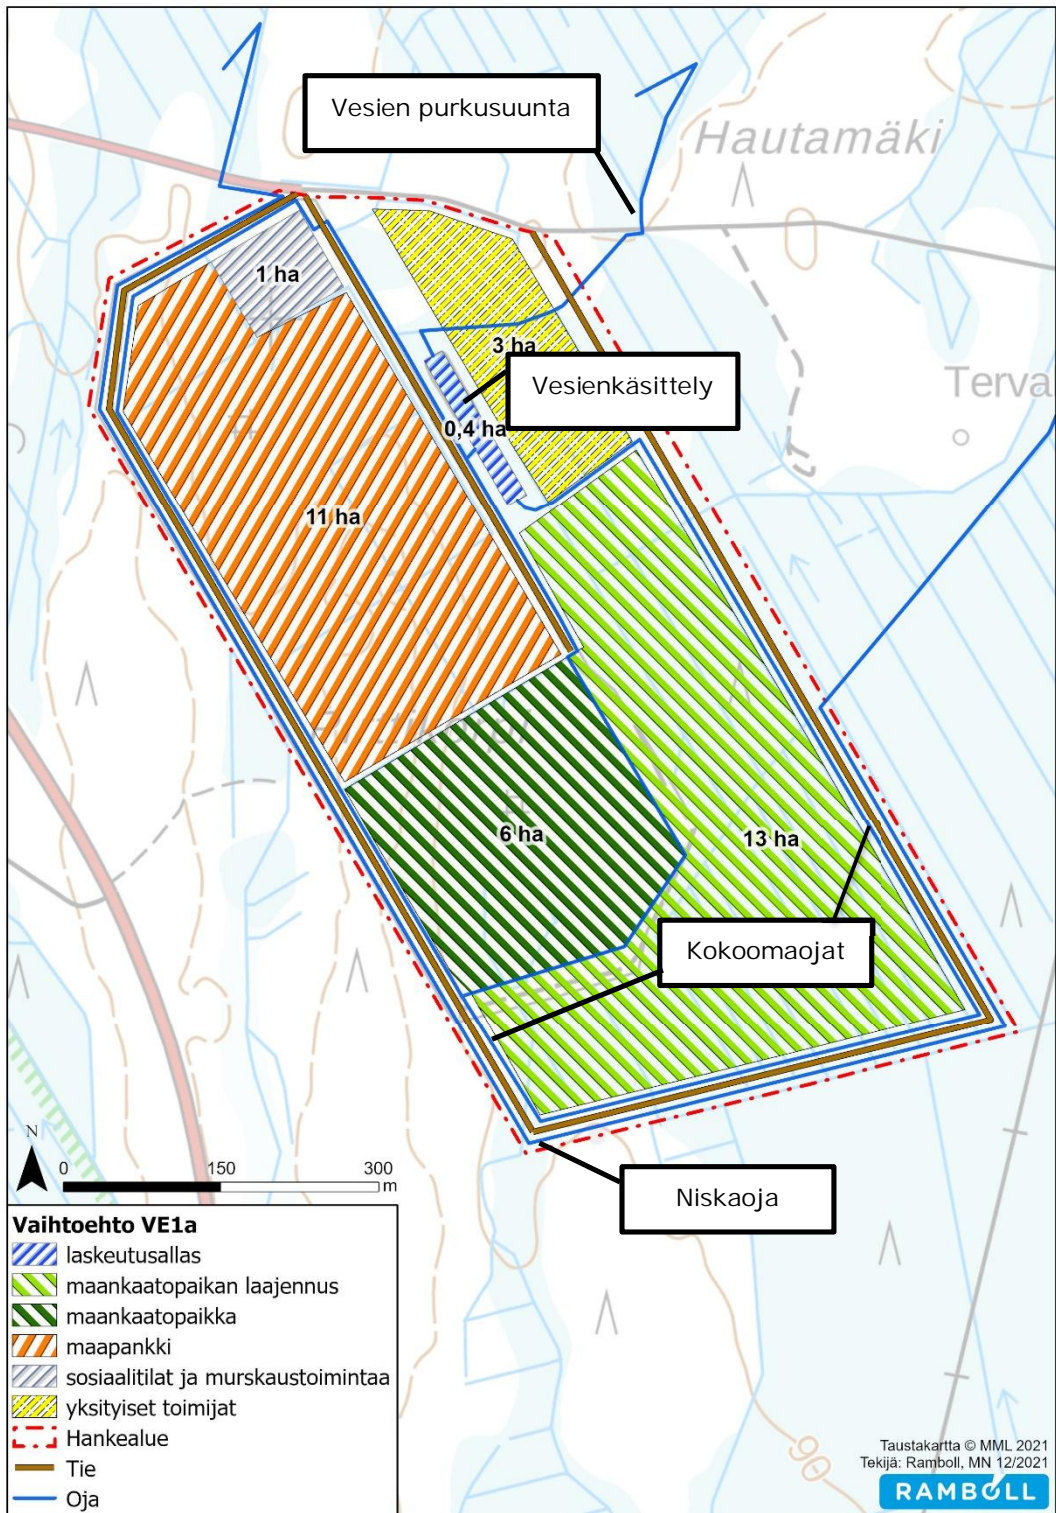 Vesien purkusuunta
Hautamäki
1 ha
3 ha
Vesienkäsittely
Terva
0,4 ha
11 ha
6 ha
13 ha
Kokoomaojat
N
0 150 300
m
Niskaoja
Vaihtoehto VE1a
laskeutusallas
maankaatopaikan laajennus
maankaatopaikka
maapankki
sosiaalitilat ja murskaustoimintaa
yksityiset toimijat
Hankealue
Tie
Oja
90
Taustakartta © MML 2021
Tekijä: Ramboll, MN 12/2021
RAMBOLL